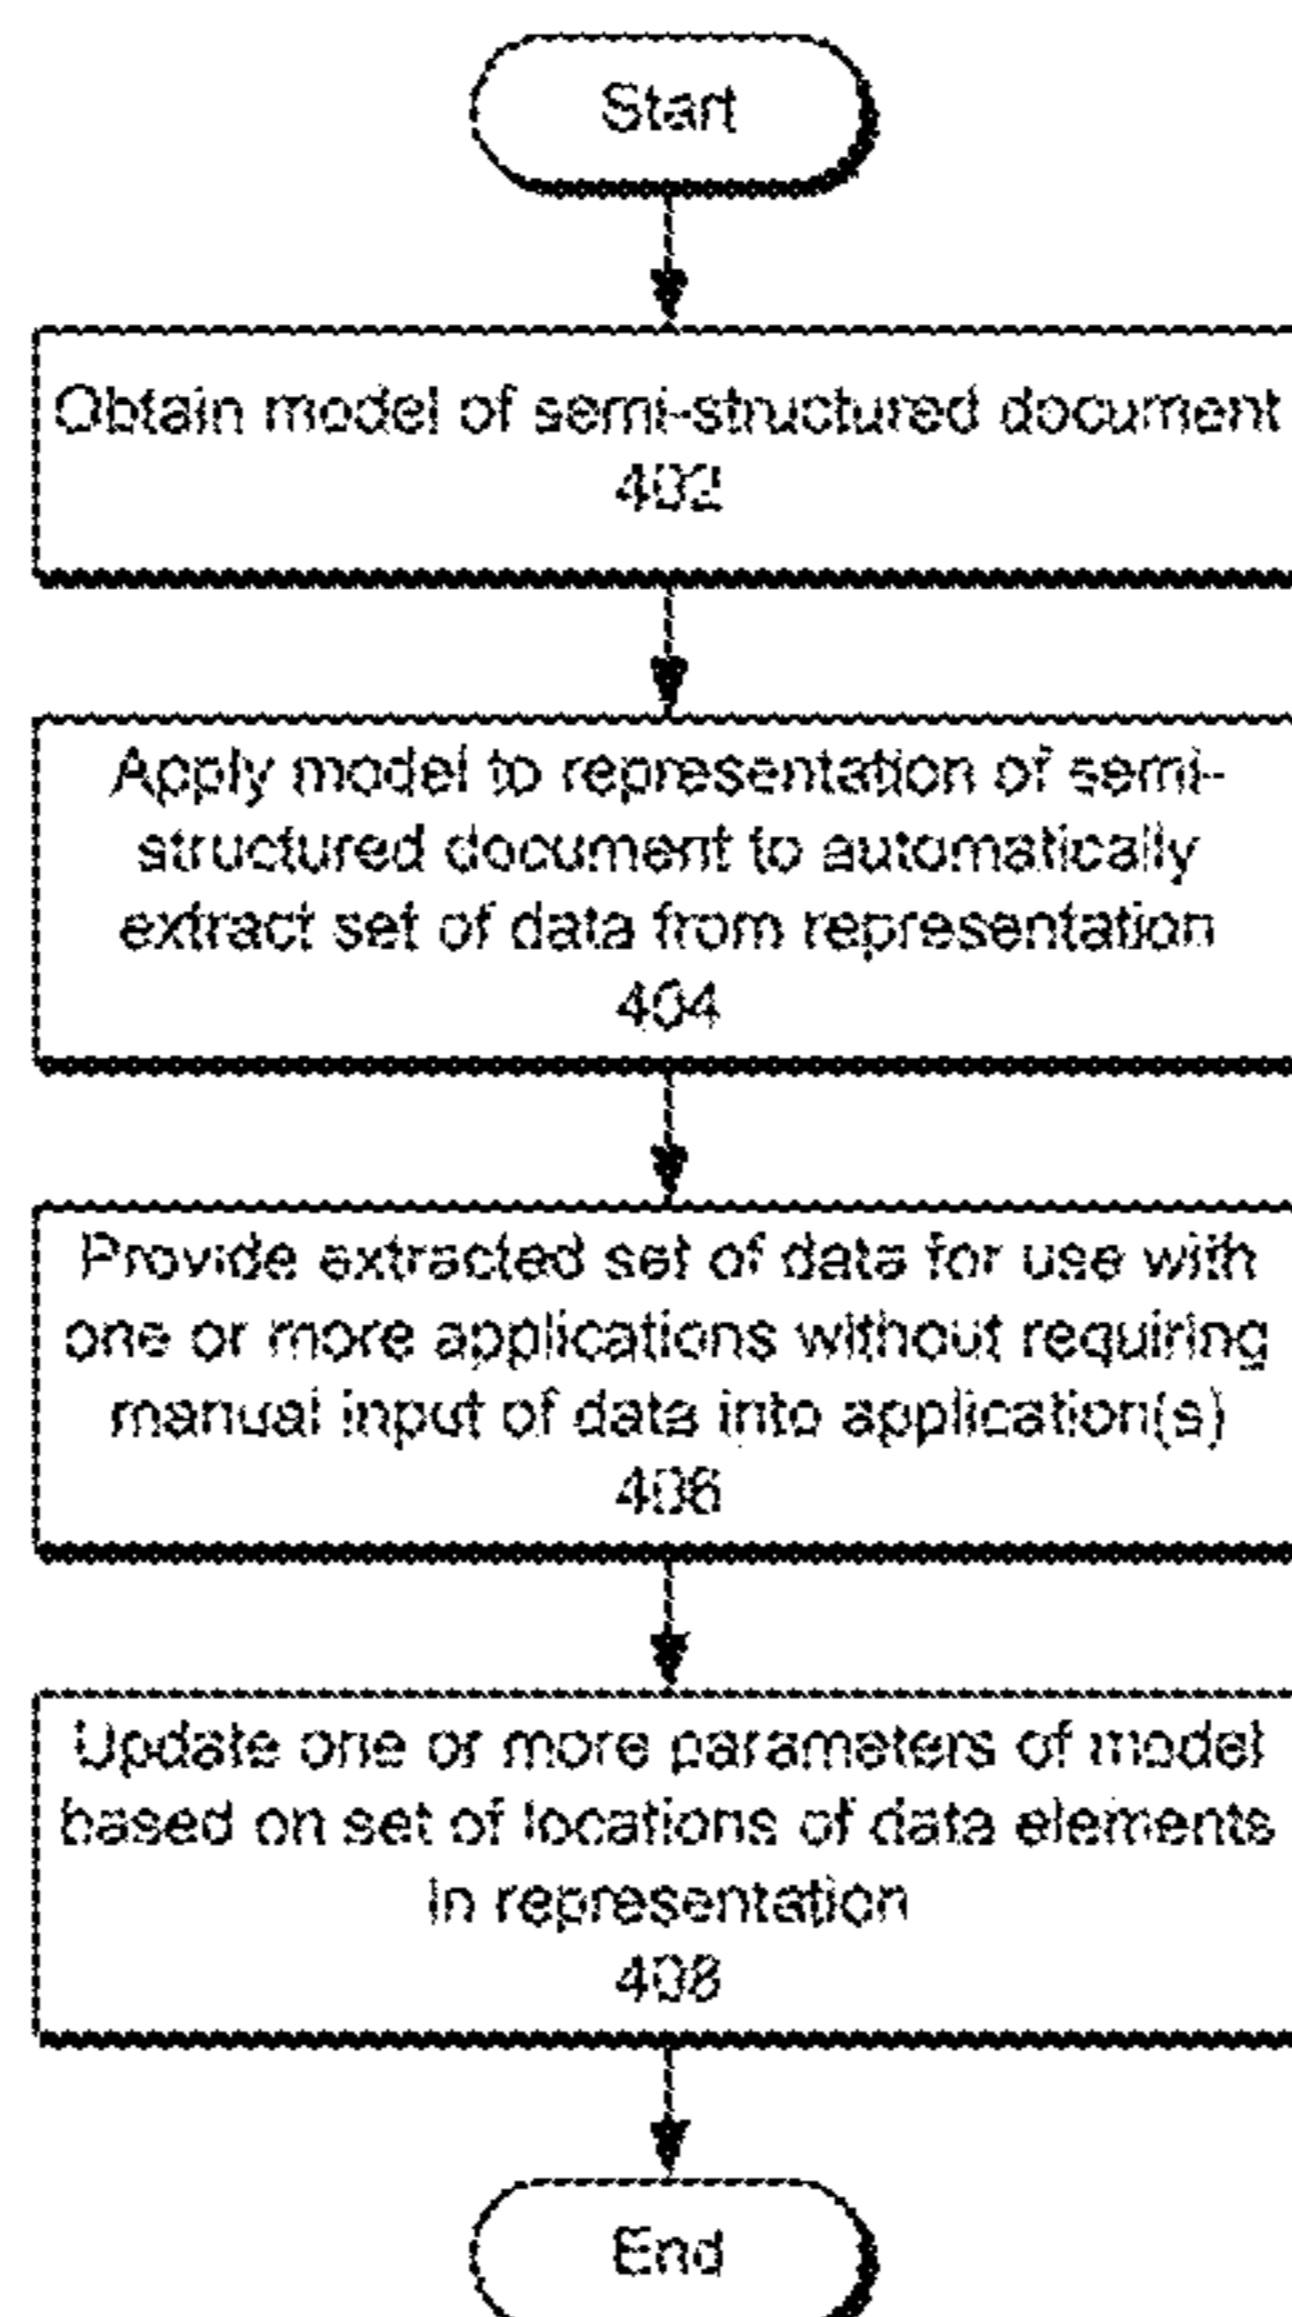 Start
Obtain model of semi-structured document
402
Apply model to representation of semi-
structured document to automatically
extract set of data from representation
404
Provide extracted set of data for use with
one or more applications without requiring
manual input of data into application(s)
406
Update one or more parameters of model
based on set of locations of data elements
in representation
408
End